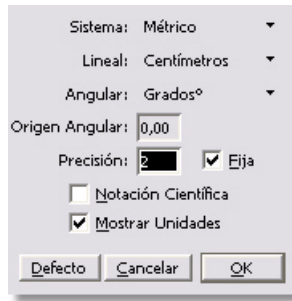 Sistema: Métrico
Lineal: Centímetros
Angular: Grados°
Origen Angular: 0,00
Precisión: 2 Fija
Notación Científica
Mostrar Unidades
Defecto Cancelar OK